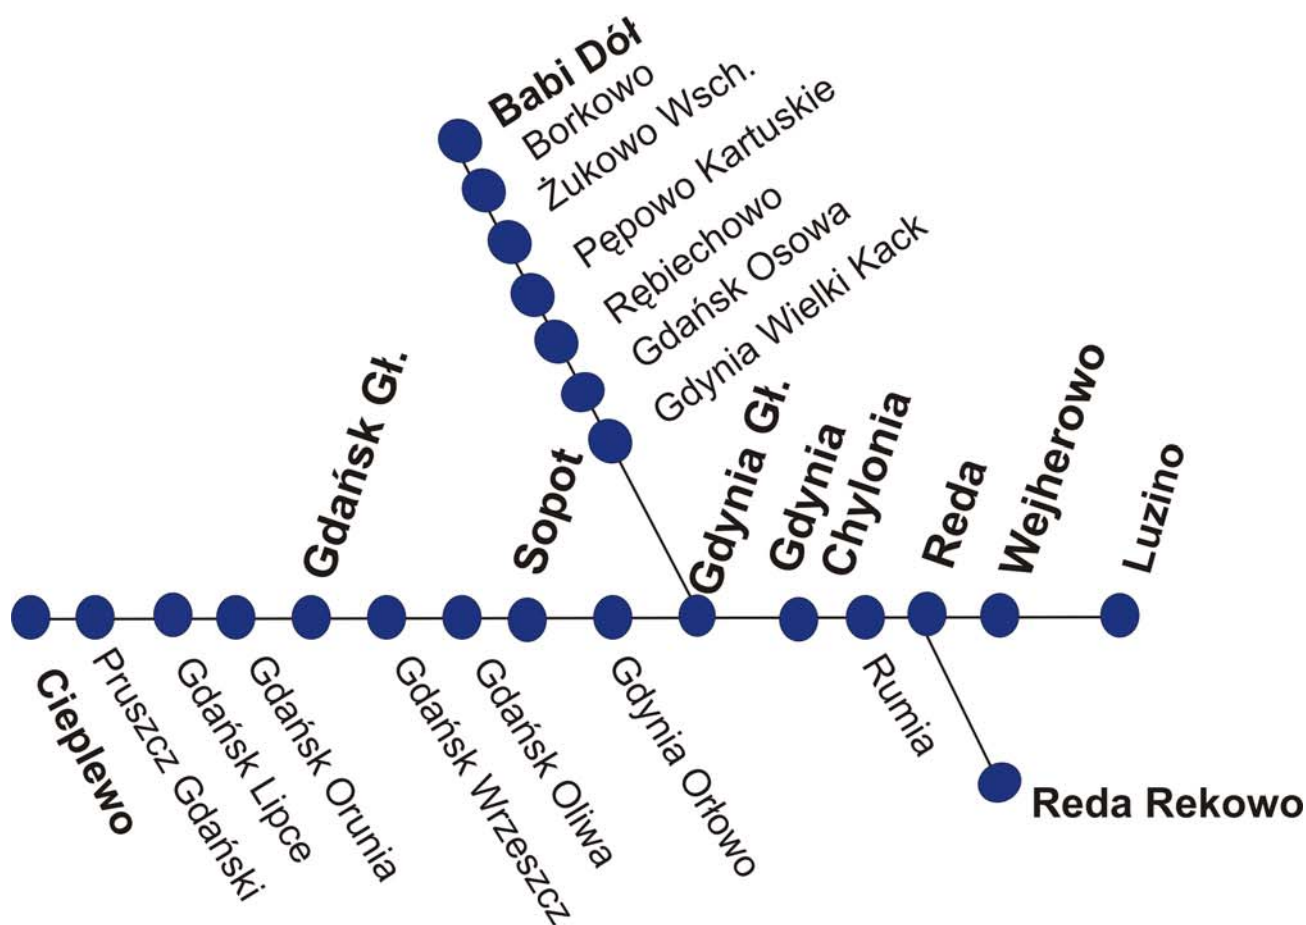 Babi Dół
Borkowo
Żukowo Wsch.
Pępowo Kartuskie
Rębiechowo
Gdańsk Osowa
Gdynia Wielki Kack
Gdańsk Gł.
Sopot
Gdynia Gł.
Gdynia
Chylonia
Reda
Wejherowo
Luzino
Cieplewo
Pruszcz Gdański
Gdańsk Lipce
Gdańsk Orunia
Gdańsk Wrzeszcz
Gdańsk Oliwa
Gdynia Orłowo
Rumia
Reda Rekowo